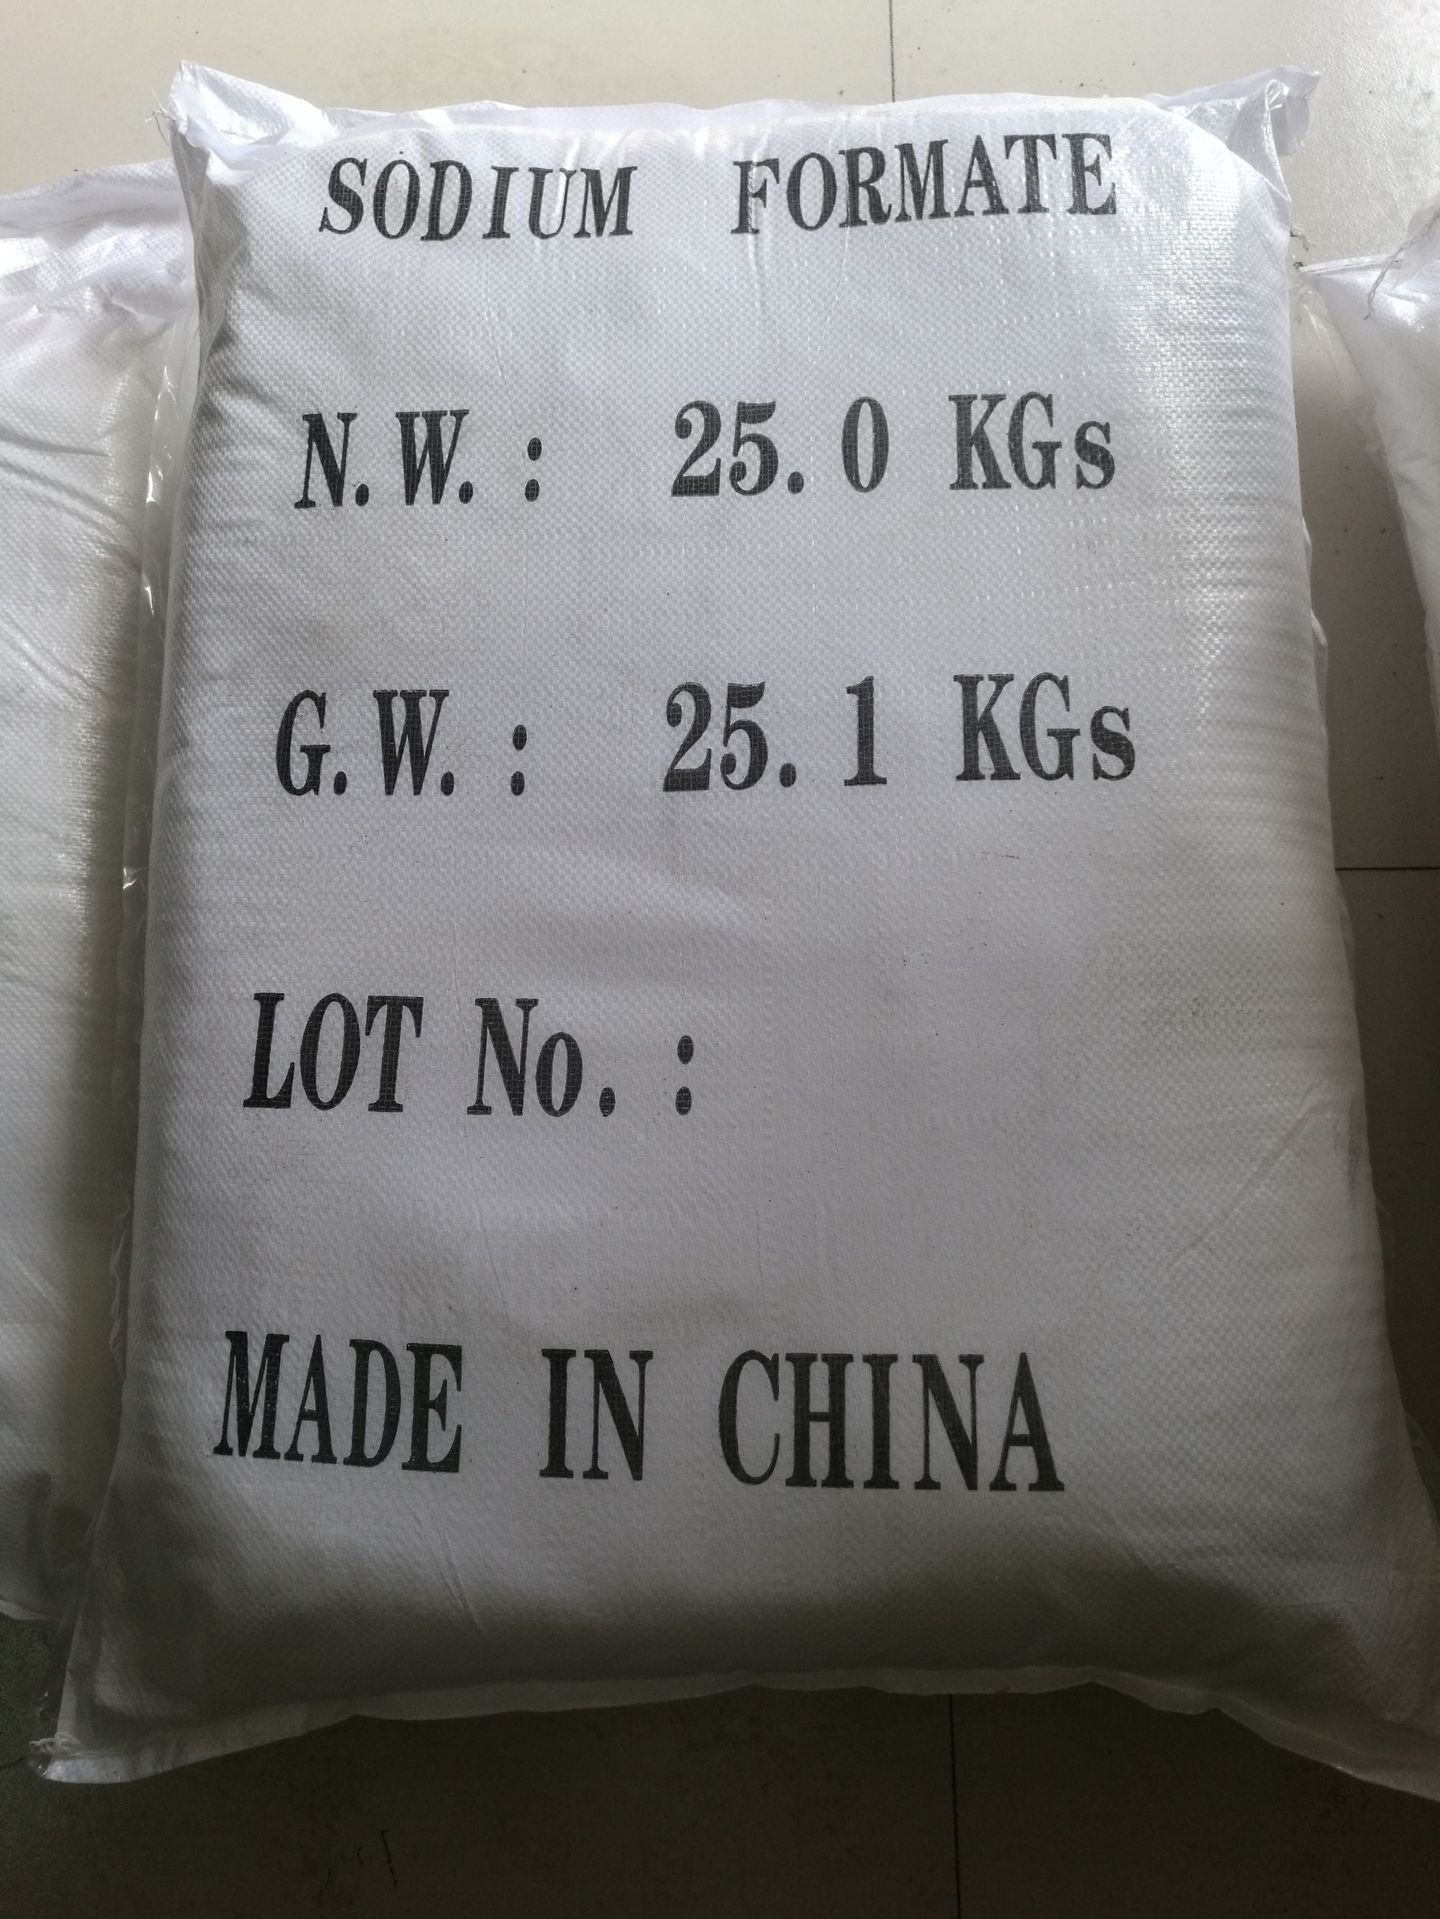 SODIUM FORMATE
N.W. : 25.0 KGs
G.W. : 25.1 KGs
LOT No. :
MADE IN CHINA